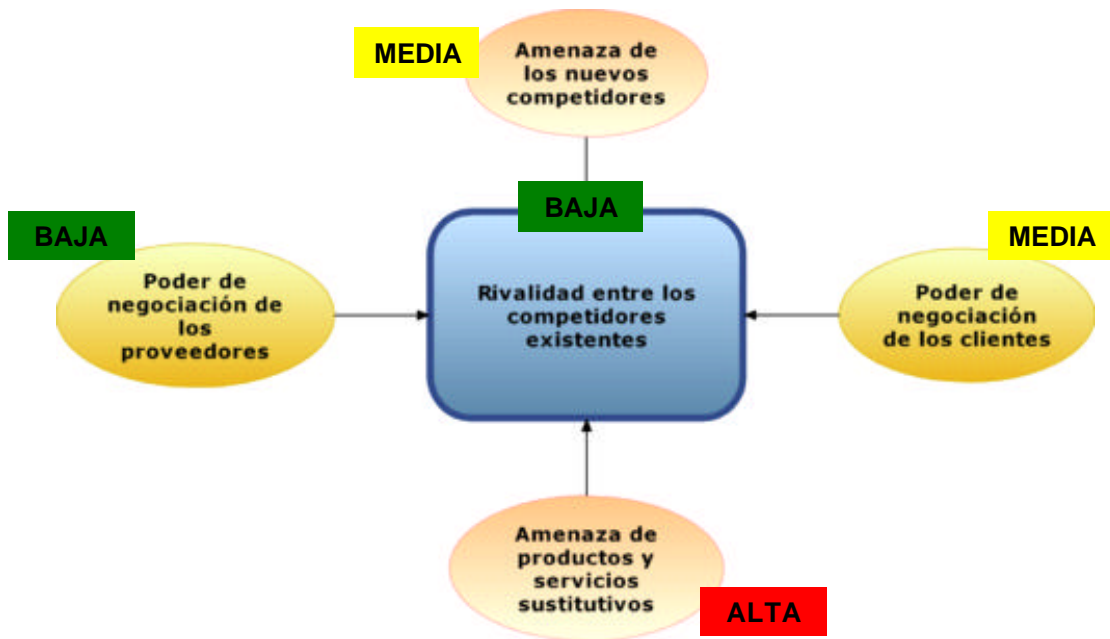 MEDIA
Amenaza de
los nuevos
competidores
BAJA
BAJA
Poder de
negociación de
los
proveedores
Rivalidad entre los
competidores
existentes
MEDIA
Poder de
negociación
de los clientes
Amenaza de
productos y
servicios
sustitutivos
ALTA